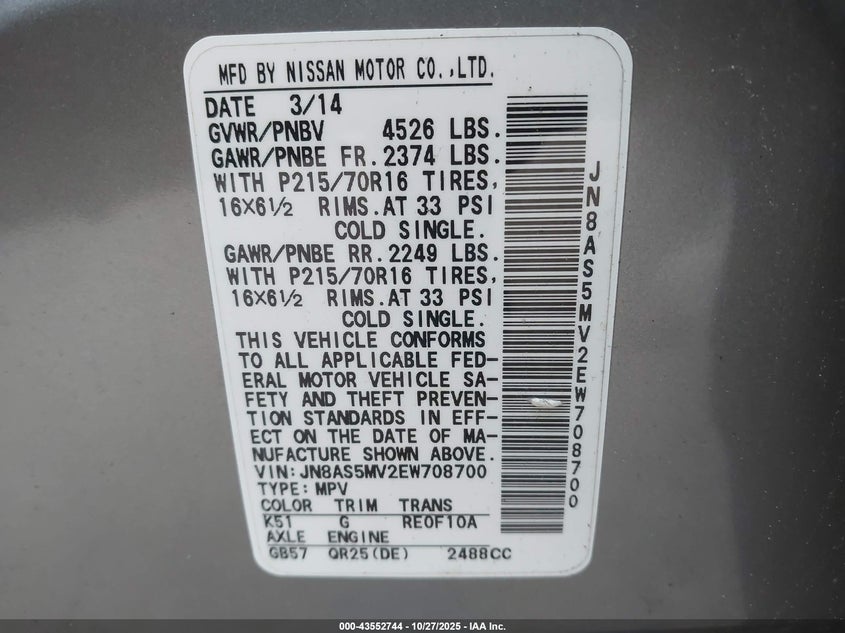 MFD BY NISSAN MOTOR CO.,LTD.
DATE 3/14
GVWR/PNBV 4526 LBS.
GAWR/PNBE FR. 2374 LBS.
WITH P215/70R16 TIRES,
16X6½ RIMS. AT 33 PSI
COLD SINGLE.
GAWR/PNBE RR. 2249 LBS.
WITH P215/70R16 TIRES,
16X6½ RIMS. AT 33 PSI
COLD SINGLE.
THIS VEHICLE CONFORMS
TO ALL APPLICABLE FED-
ERAL MOTOR VEHICLE SA-
FETY AND THEFT PREVEN-
TION STANDARDS IN EFF-
ECT ON THE DATE OF MA-
NUFACTURE SHOWN ABOVE.
VIN: JN8AS5MV2EW708700
TYPE: MPV
COLOR TRIM TRANS
K51 G RE0F10A
AXLE ENGINE
GB57 QR25(DE) 2488CC
JN8AS5MV2EW708700
000-43552744 | 10/27/2025 | IAA Inc.